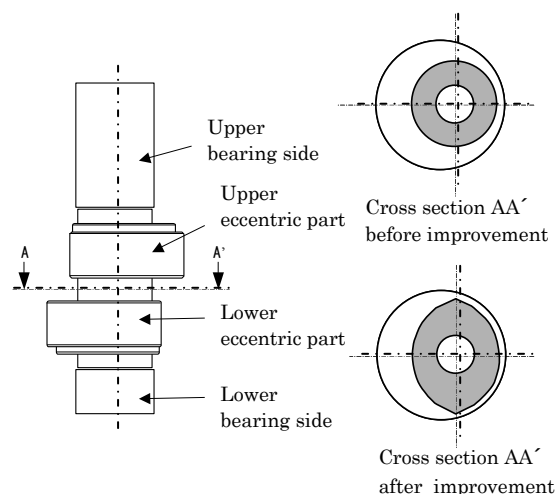 Upper
bearing side
Upper
eccentric part
A
A'
Lower
eccentric part
Lower
bearing side
Cross section AA´
before improvement
Cross section AA´
after improvement